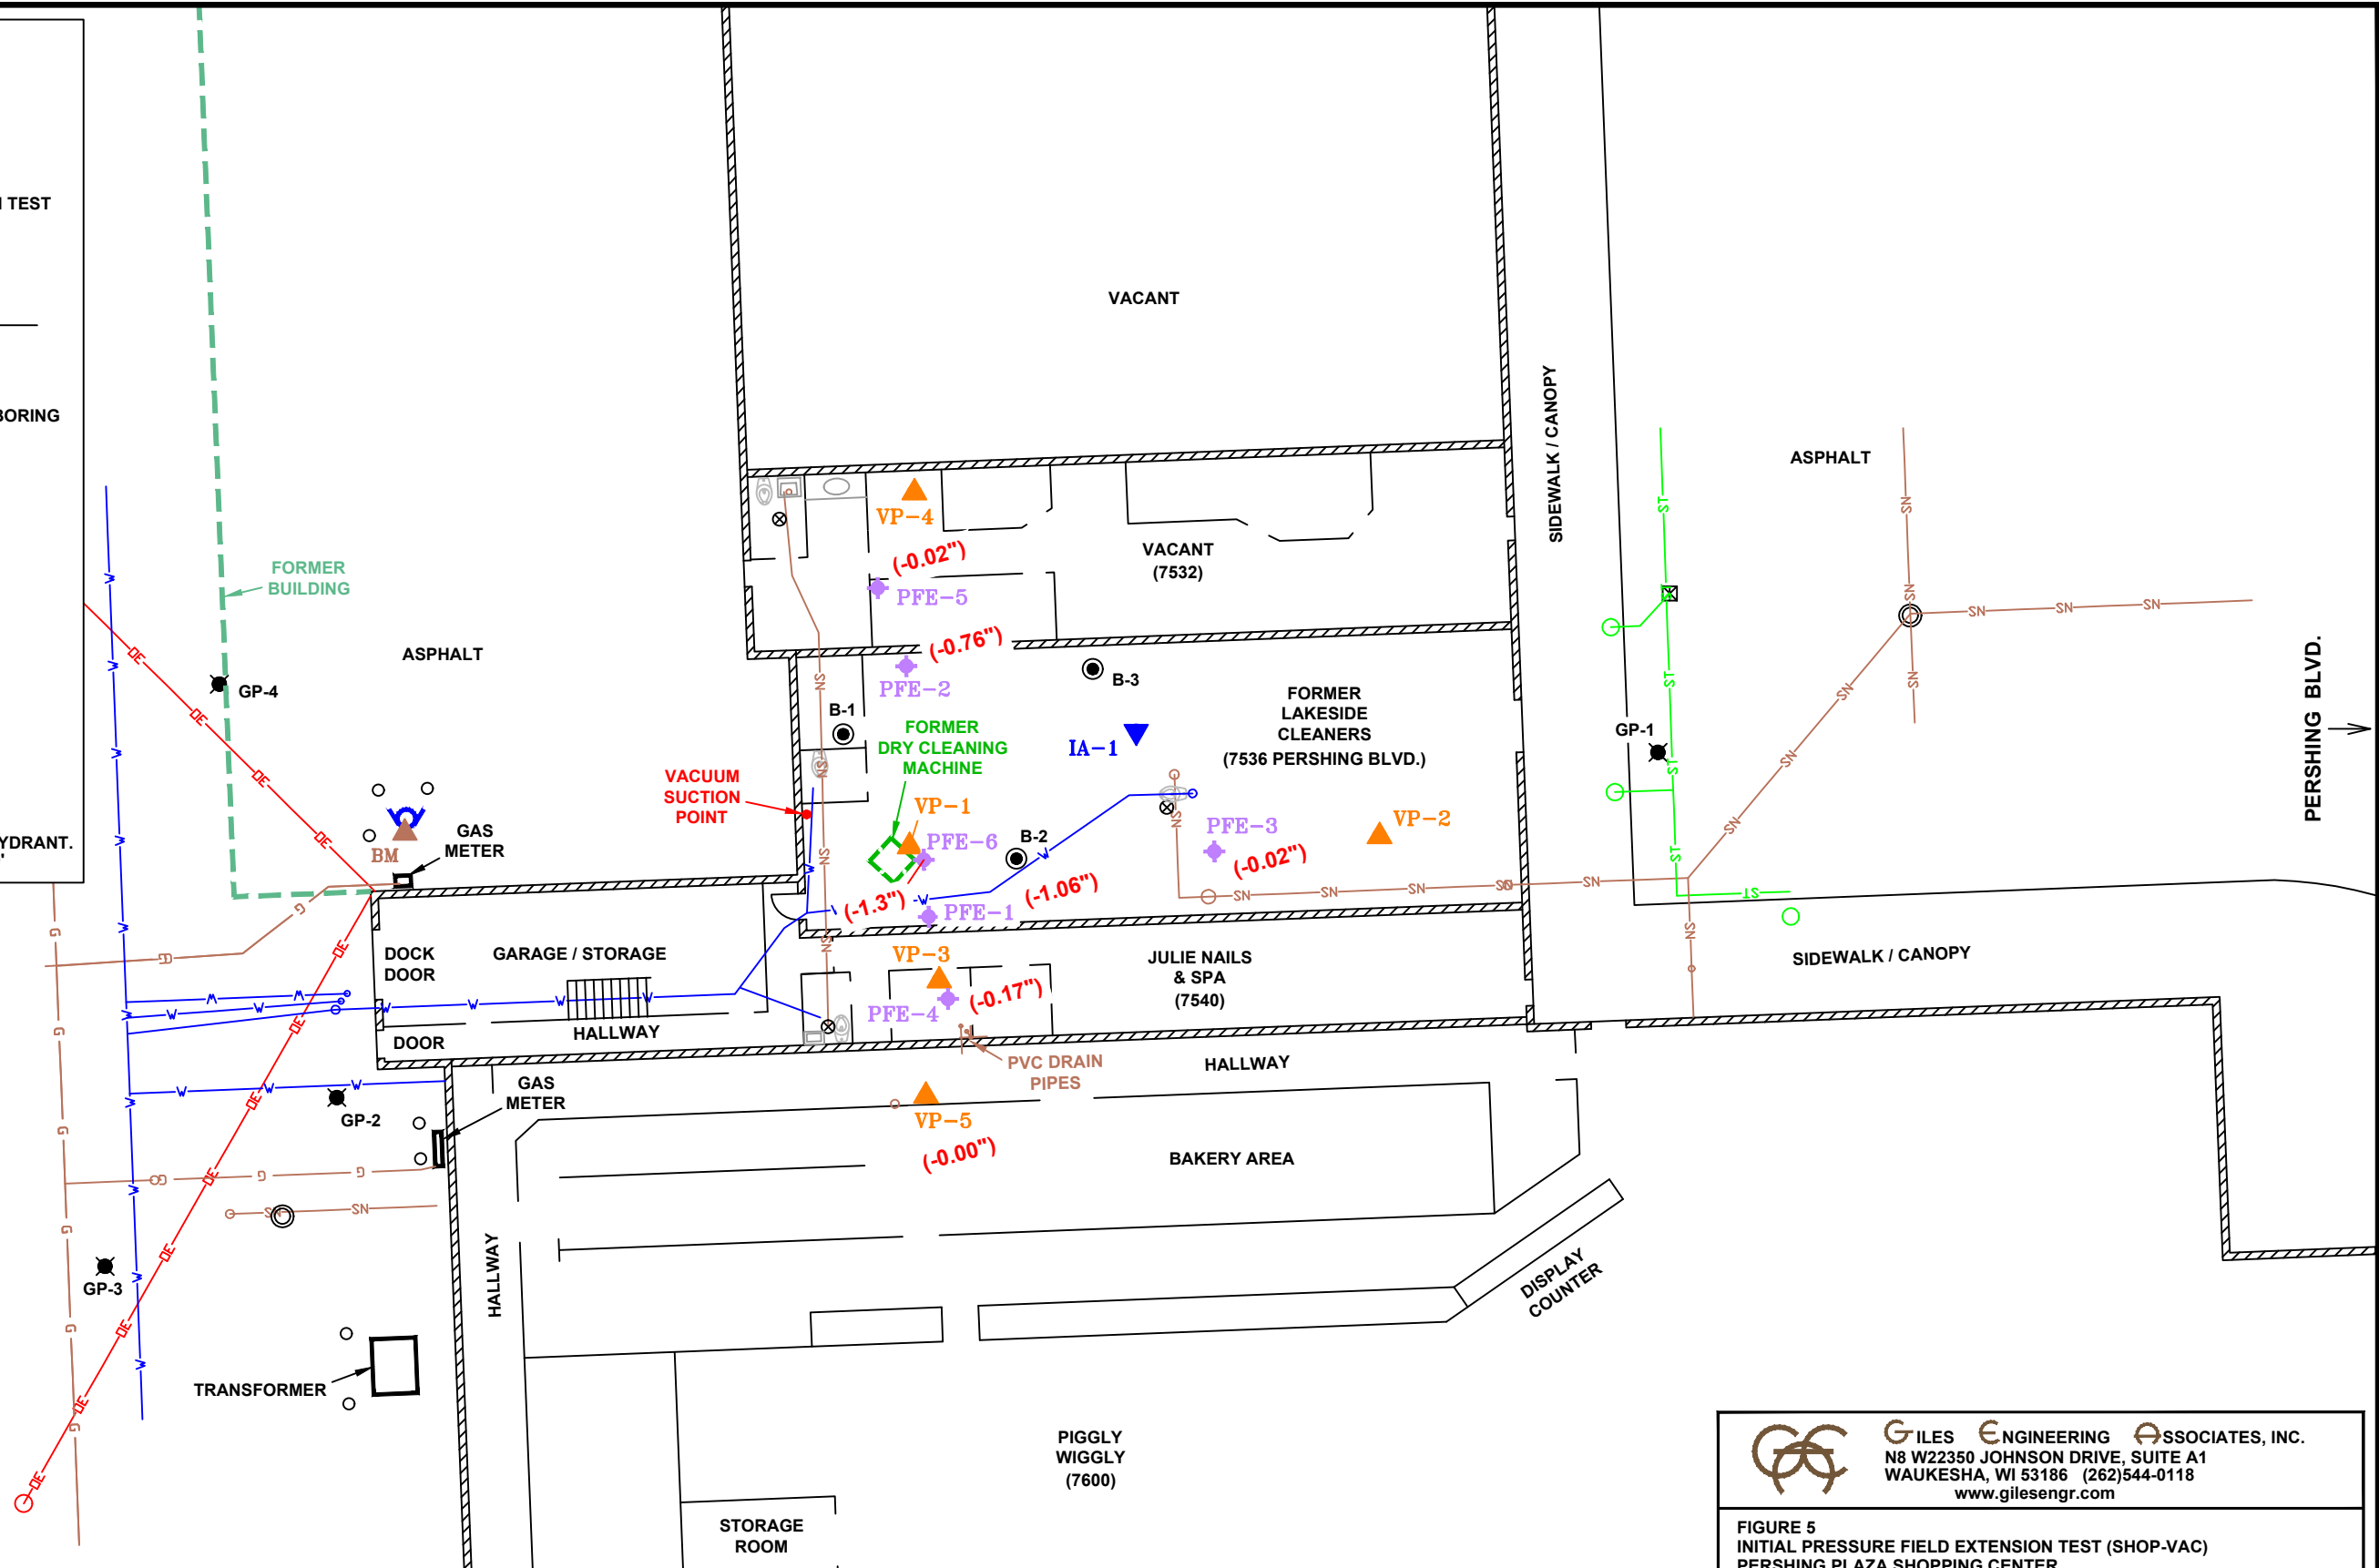 TEST
BORING
YDRANT.
VACANT
SIDEWALK / CANOPY
ASPHALT
VP-4
(-0.02")
VACANT
(7532)
FORMER
BUILDING
PFE-5
ASPHALT
(-0.76")
PFE-2
GP-4
B-3
B-1
FORMER
LAKESIDE
CLEANERS
(7536 PERSHING BLVD.)
FORMER
DRY CLEANING
MACHINE
IA-1
GP-1
PERSHING BLVD.
VACUUM
SUCTION
POINT
VP-1
PFE-6
B-2
PFE-3
(-0.02")
VP-2
GAS
METER
BM
(-1.3")
(-1.06")
PFE-1
DOCK
DOOR
GARAGE / STORAGE
VP-3
(-0.17")
PFE-4
JULIE NAILS
& SPA
(7540)
SIDEWALK / CANOPY
DOOR
HALLWAY
PVC DRAIN
PIPES
HALLWAY
GAS
METER
GP-2
VP-5
(-0.00")
BAKERY AREA
GP-3
HALLWAY
DISPLAY
COUNTER
TRANSFORMER
PIGGLY
WIGGLY
(7600)
STORAGE
ROOM
GILES ENGINEERING ASSOCIATES, INC.
N8 W22350 JOHNSON DRIVE, SUITE A1
WAUKESHA, WI 53186 (262)544-0118
www.gilesengr.com
FIGURE 5
INITIAL PRESSURE FIELD EXTENSION TEST (SHOP-VAC)
PERSHING PLAZA SHOPPING CENTER